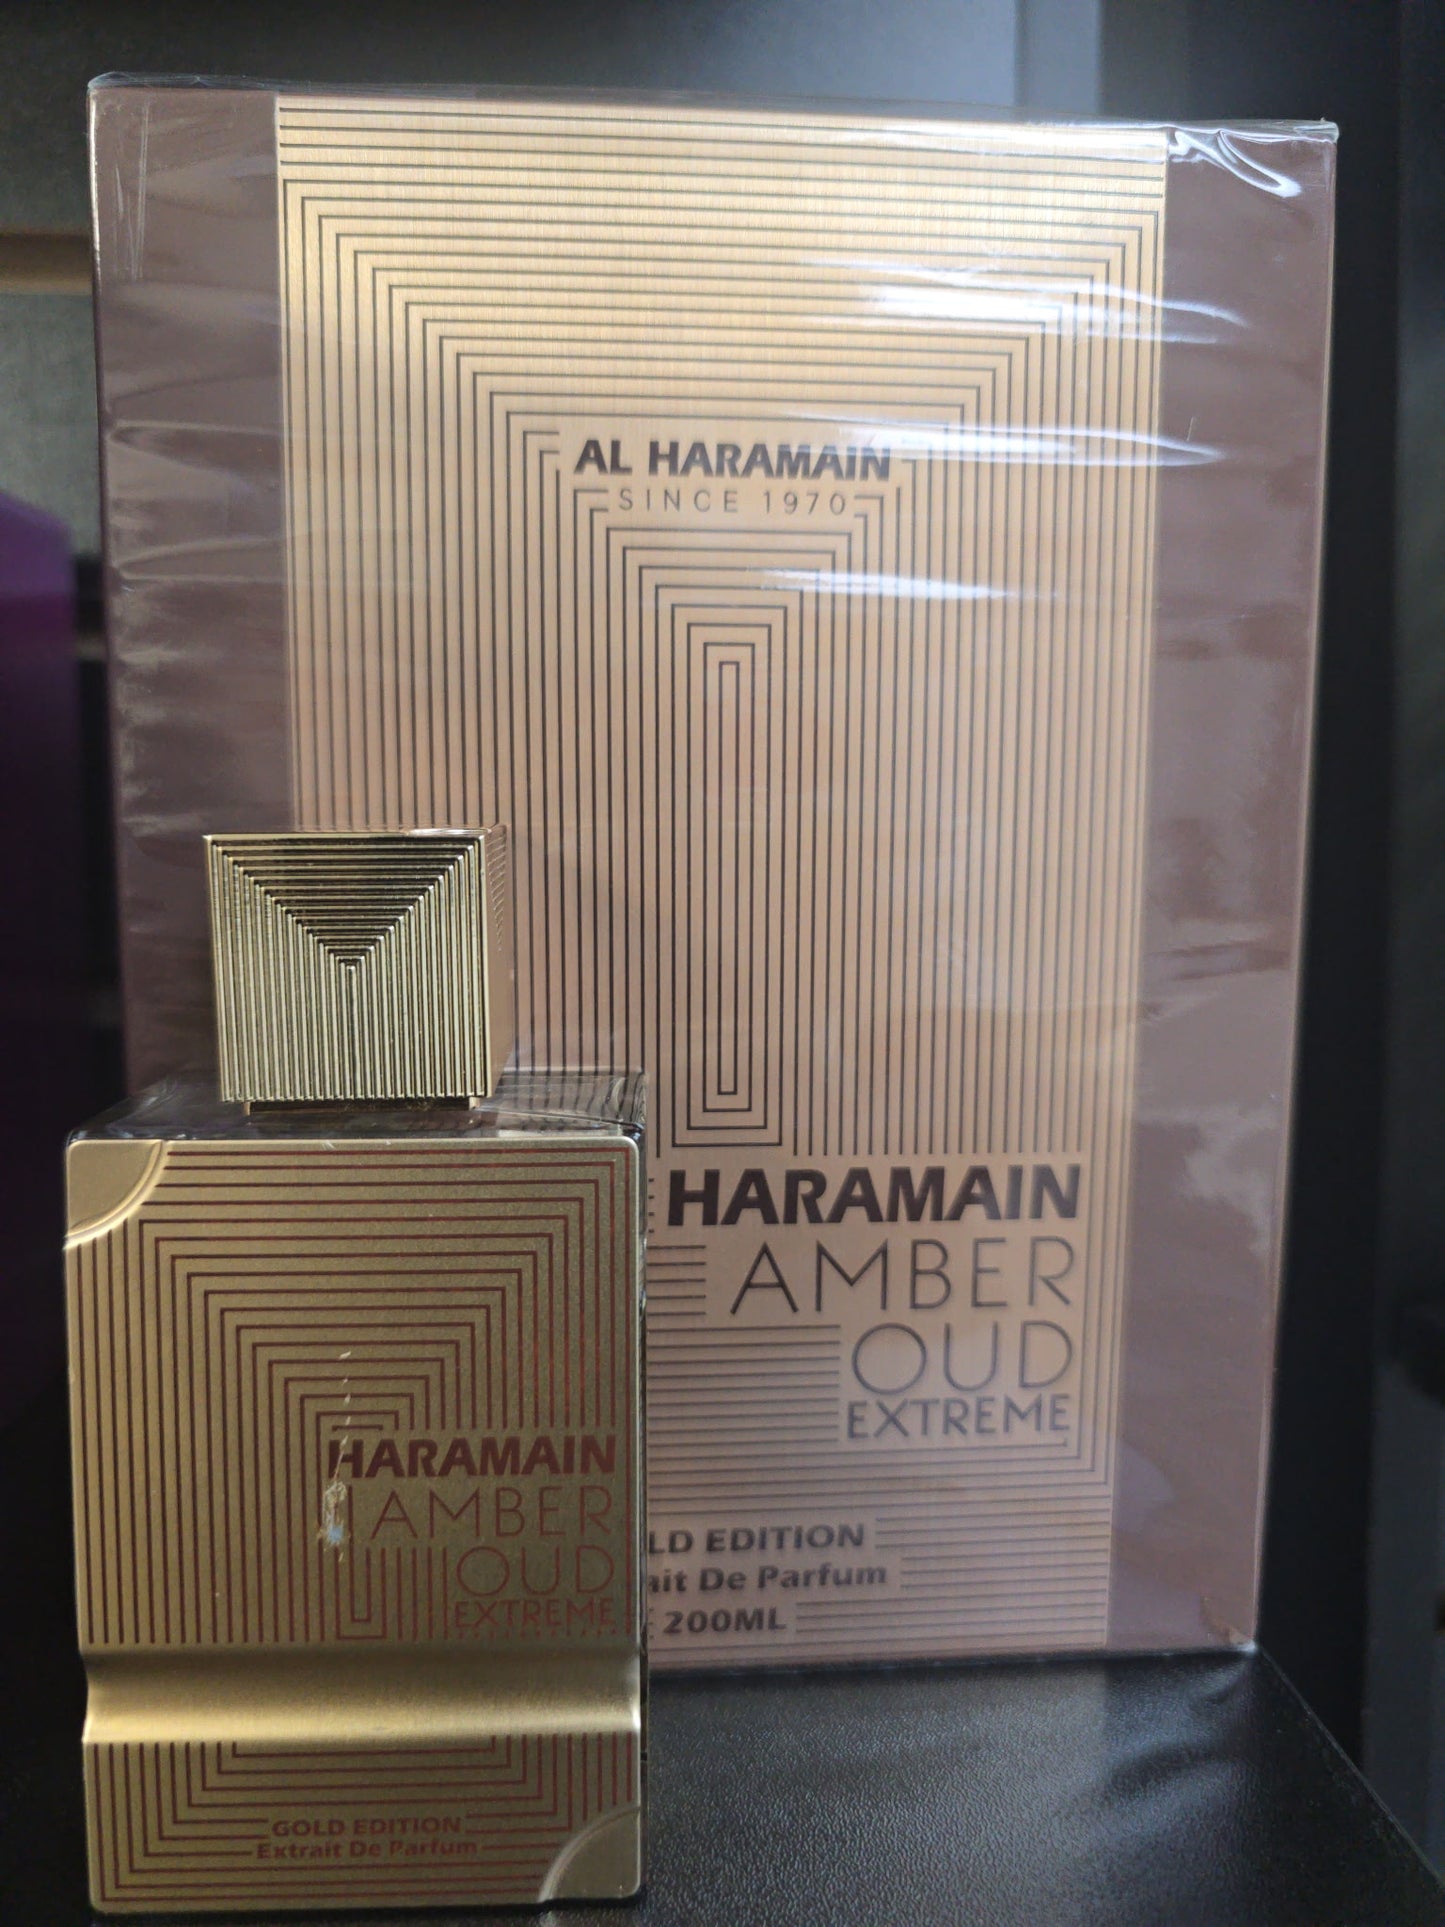 AL HARAMAIN
SINCE 1970
HARAMAIN
AMBER
OUD
EXTREME
LD EDITION
ait De Parfum
200ML
HARAMAIN
AMBER
OUD
EXTREME
GOLD EDITION
Extrait De Parfum